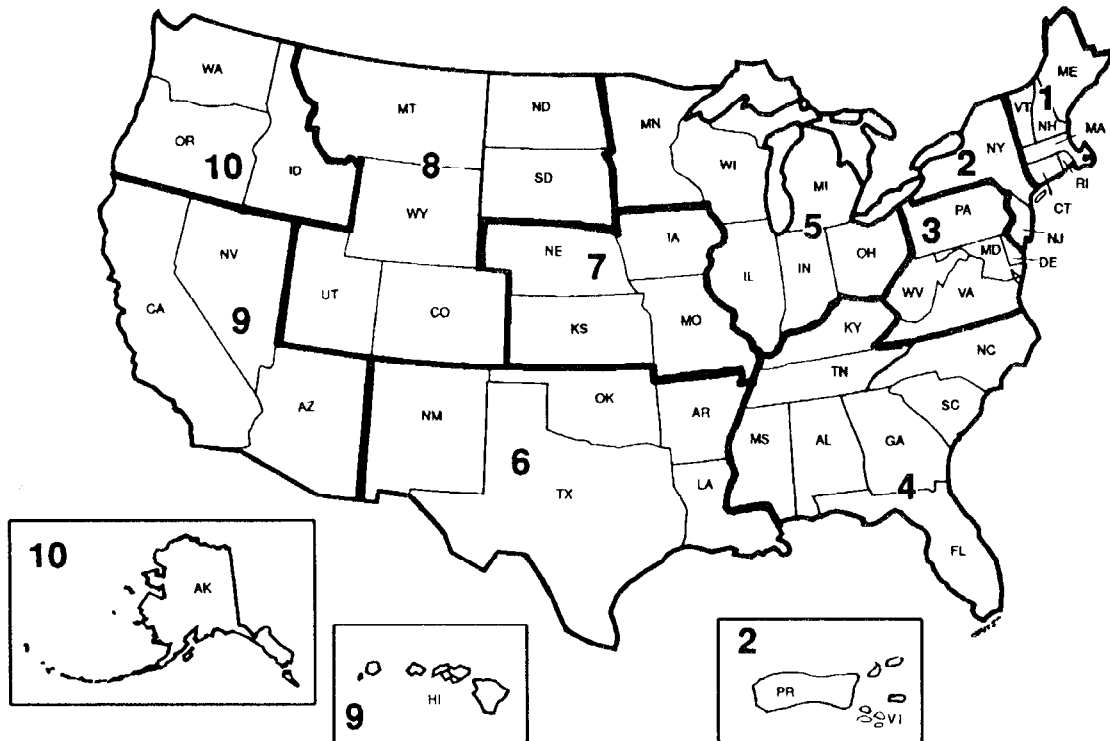 WA
MT
ND
MN
ME
VT
1
NH
MA
OR
10
ID
8
SD
WI
MI
NY
2
RI
CT
WY
5
PA
3
NJ
NV
NE
7
IA
OH
MD
DE
UT
CO
IL
IN
WV
VA
CA
9
KS
MO
KY
NC
TN
AZ
NM
OK
AR
SC
MS
AL
GA
6
TX
LA
4
FL
10
AK
HI
9
2
PR
VI